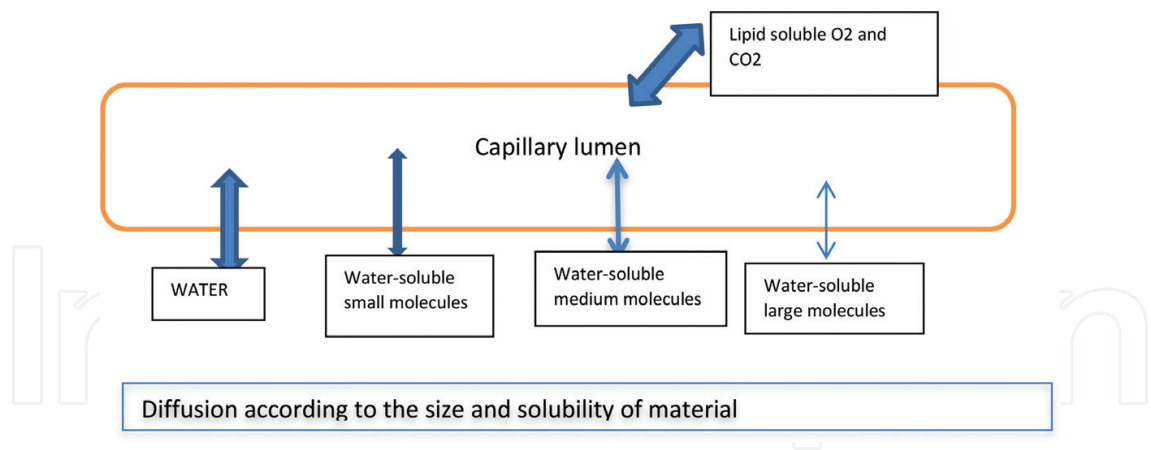 Lipid soluble O2 and
CO2
Capillary lumen
WATER
Water-soluble
small molecules
Water-soluble
medium molecules
Water-soluble
large molecules
Diffusion according to the size and solubility of material